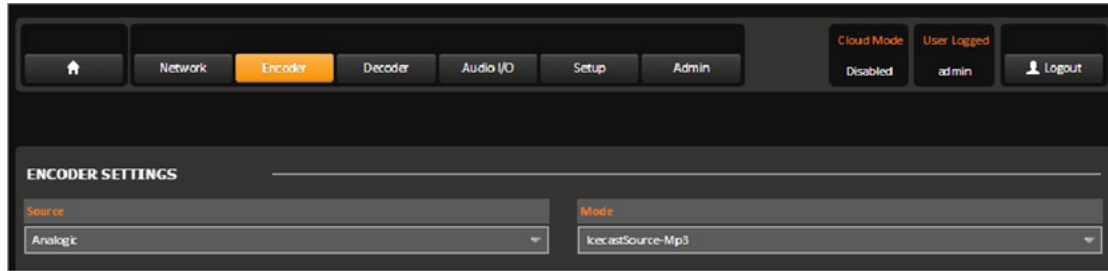 Cloud Mode User Logged
Network Encoder Decoder Audio I/O Setup Admin Disabled admin Logout
ENCODER SETTINGS
Source Mode
Analogic IcecastSource-Mp3